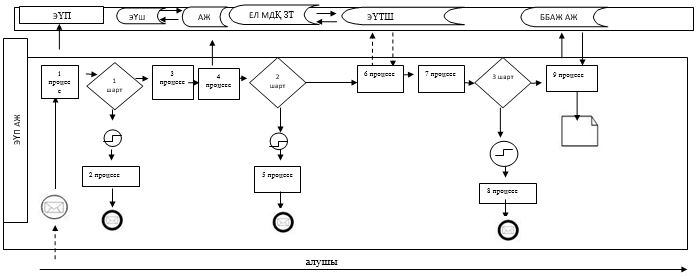 ЭҮП ЭҮШ АЖ ЕЛ МДҚ ЗТ ЭҮТШ ББАЖ АЖ
ЭҮП АЖ
1
процес
с
1
шарт
3
процесс
4
процесс
2
шарт
6 процесс
7 процесс
3 шарт
9 процесс
2 процесс
5 процесс
8 процесс
алушы